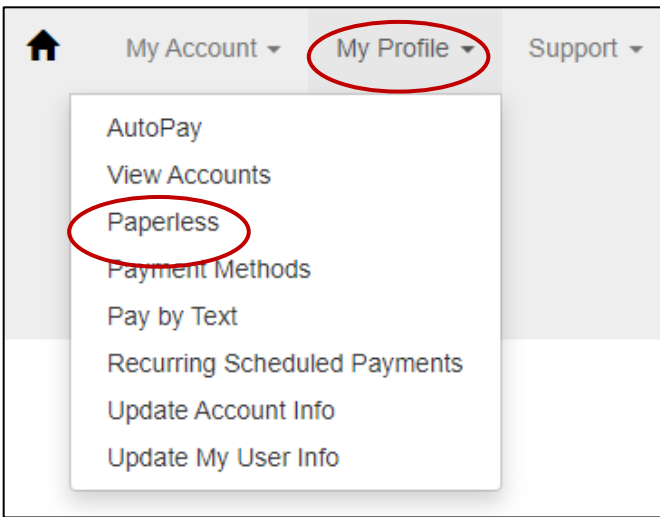 My Account My Profile Support
AutoPay
View Accounts
Paperless
Payment Methods
Pay by Text
Recurring Scheduled Payments
Update Account Info
Update My User Info